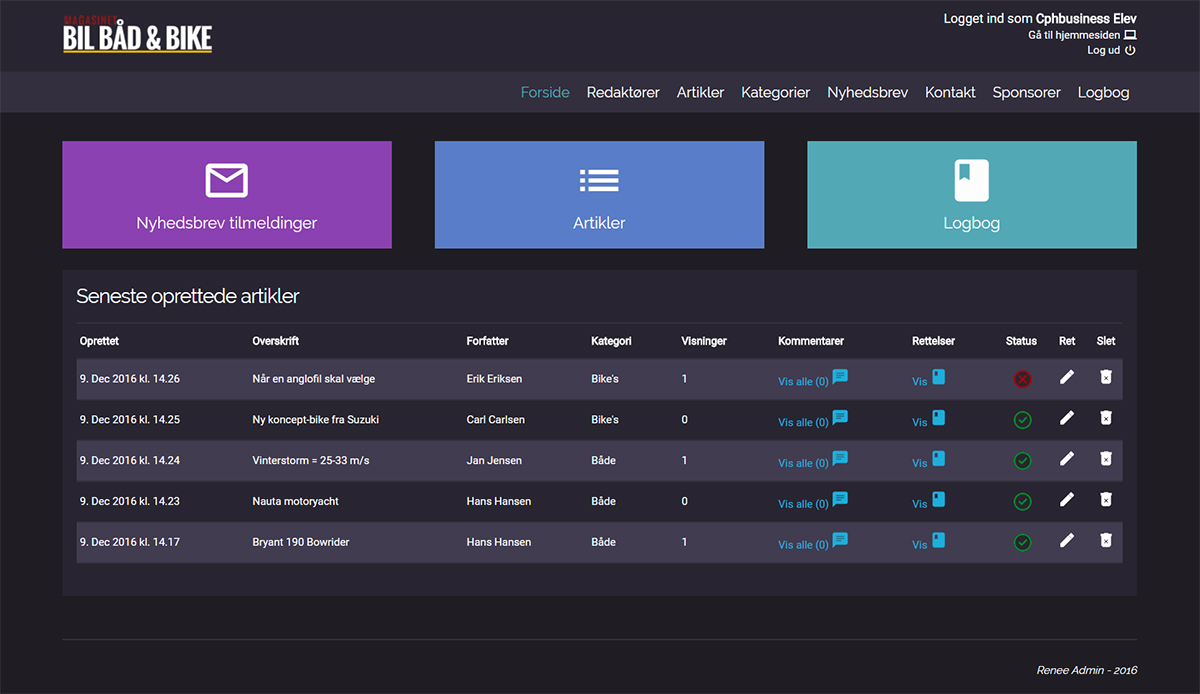 MAGASINET
BIL BÅD & BIKE
Logget ind som Cphbusiness Elev
Gå til hjemmesiden
Log ud
Forside Redaktører Artikler Kategorier Nyhedsbrev Kontakt Sponsorer Logbog
Nyhedsbrev tilmeldinger Artikler Logbog
Seneste oprettede artikler
Oprettet Overskrift Forfatter Kategori Visninger Kommentarer Rettelser Status Ret Slet
9. Dec 2016 kl. 14.26 Når en anglofil skal vælge Erik Eriksen Bike's 1 Vis alle (0) Vis
9. Dec 2016 kl. 14.25 Ny koncept-bike fra Suzuki Carl Carlsen Bike's 0 Vis alle (0) Vis
9. Dec 2016 kl. 14.24 Vinterstorm = 25-33 m/s Jan Jensen Både 1 Vis alle (0) Vis
9. Dec 2016 kl. 14.23 Nauta motoryacht Hans Hansen Både 0 Vis alle (0) Vis
9. Dec 2016 kl. 14.17 Bryant 190 Bowrider Hans Hansen Både 1 Vis alle (0) Vis
Renee Admin - 2016